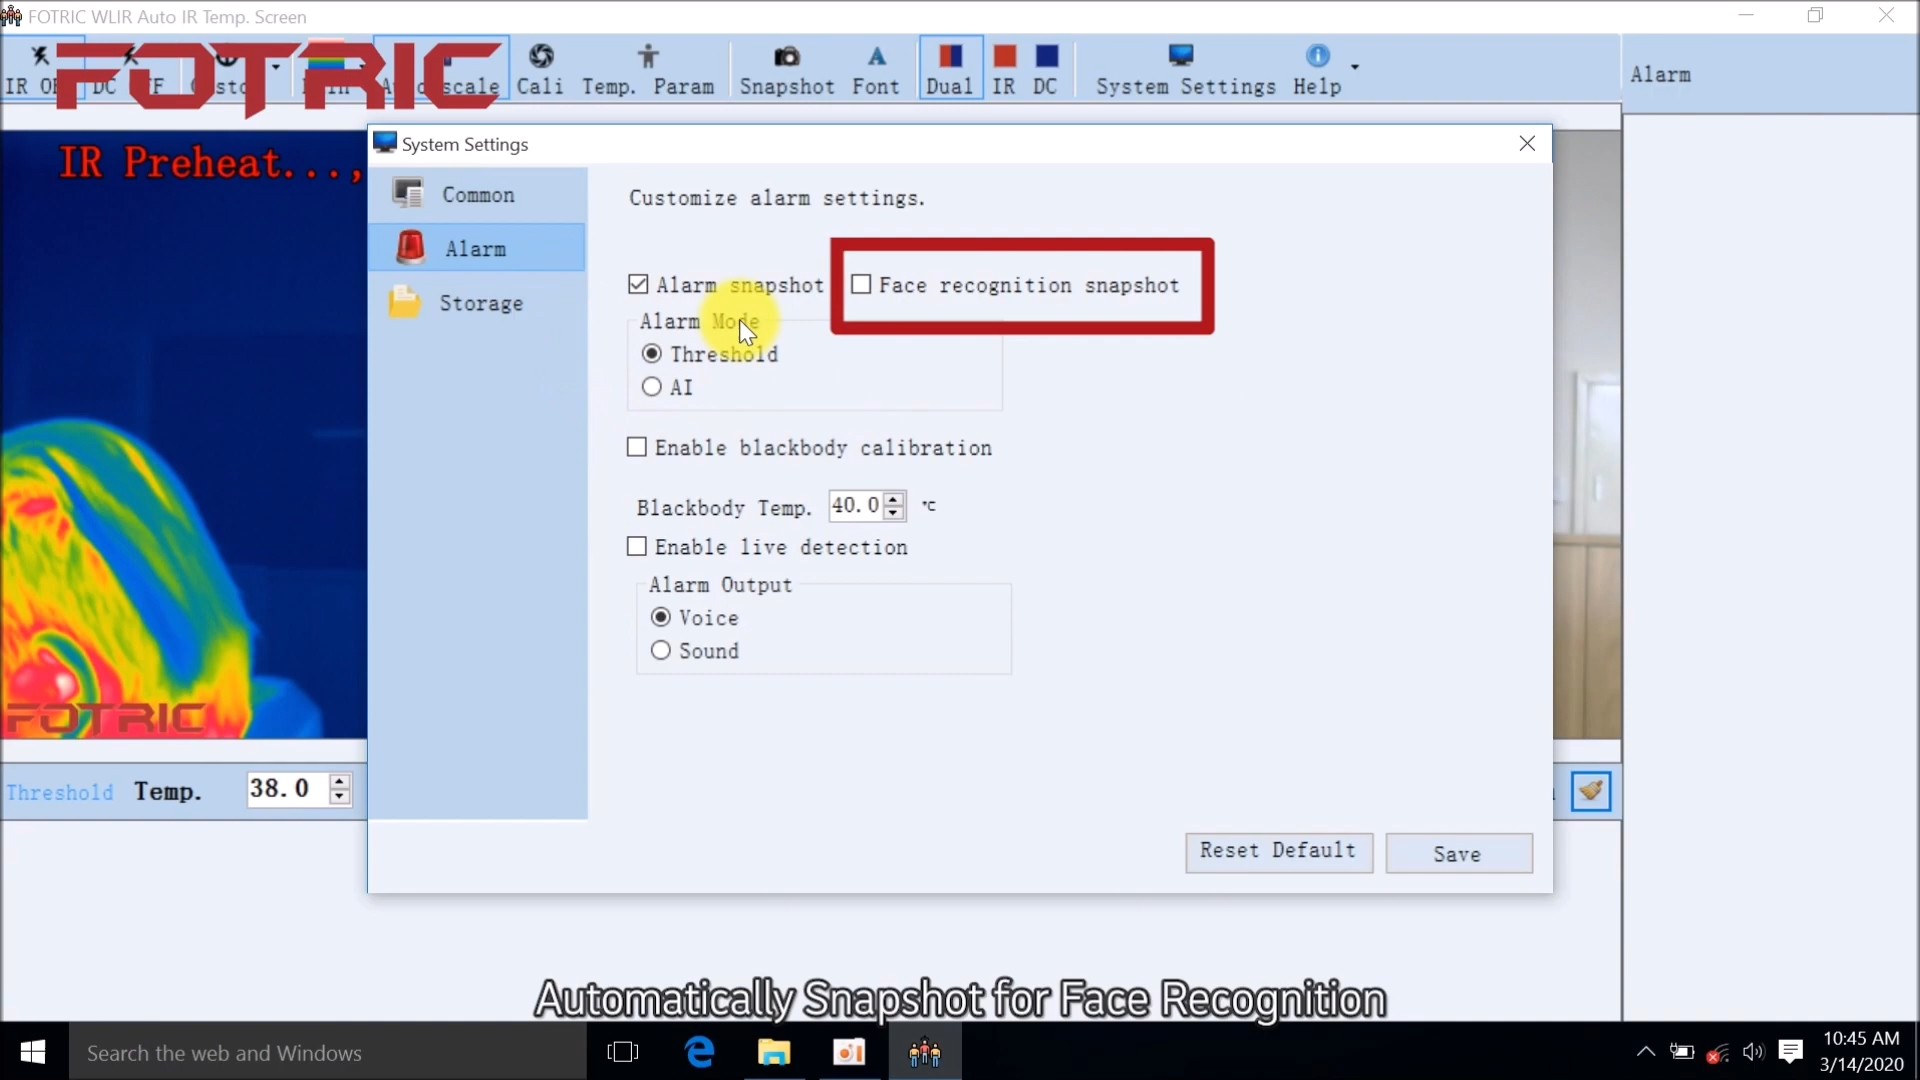 FOTRIC WLIR Auto IR Temp. Screen
FOTRIC
IR
DC
Cali
Temp. Param
Snapshot
Font
Dual
IR
DC
System Settings
Help
Alarm
IR Preheat...,
System Settings
Common
Alarm
Storage
Customize alarm settings.
Alarm snapshot
Face recognition snapshot
Alarm Mode
Threshold
AI
Enable blackbody calibration
Blackbody Temp. 40.0 ℃
Enable live detection
Alarm Output
Voice
Sound
FOTRIC
Threshold Temp. 38.0
Reset Default
Save
Automatically Snapshot for Face Recognition
Search the web and Windows
10:45 AM
3/14/2020